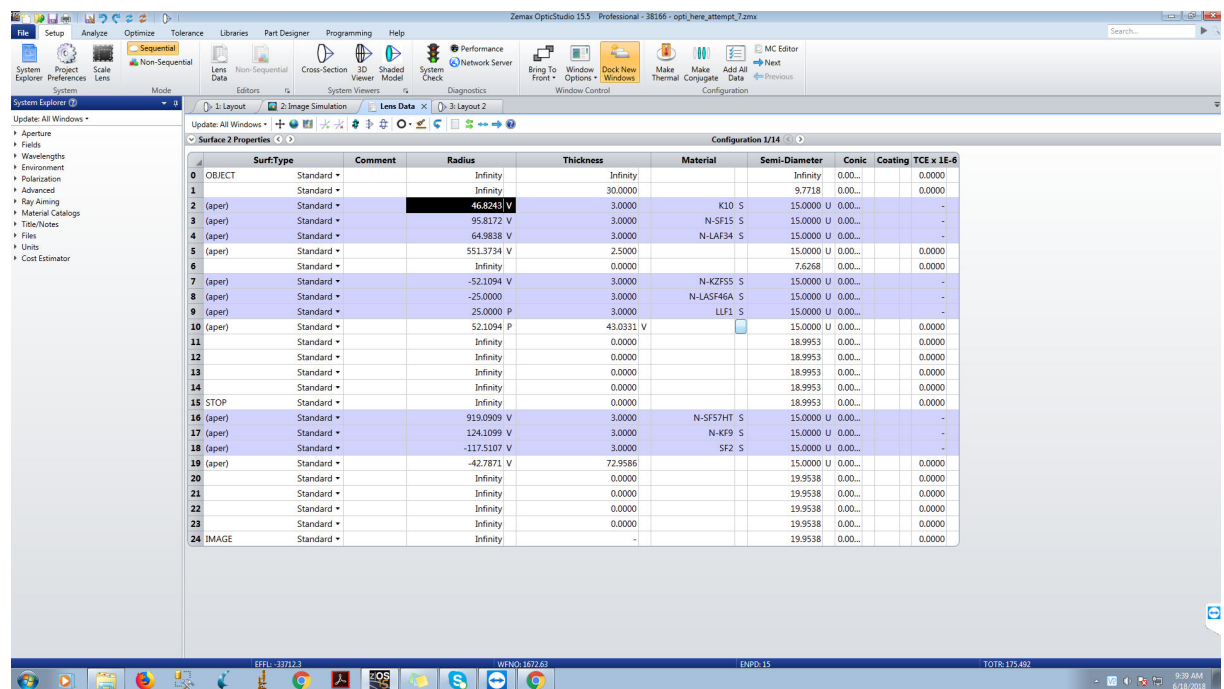 Zemax OpticStudio 15.5 Professional - 38166 - opti_here_attempt_7.zmx
File Setup Analyze Optimize Tolerance Libraries Part Designer Programming Help Search...
System Explorer Project Preferences Scale Lens Sequential Non-Sequential Lens Data Non-Sequential Cross-Section 3D Viewer Shaded Model System Check Performance Network Server Bring To Front Window Options Dock New Windows Make Thermal Make Conjugate Add All Data MC Editor Next Previous
System Mode Editors System Viewers Diagnostics Window Control Configuration
System Explorer 1: Layout 2: Image Simulation Lens Data × 3: Layout 2
Update: All Windows
Aperture
Fields
Wavelengths
Environment
Polarization
Advanced
Ray Aiming
Material Catalogs
Title/Notes
Files
Units
Cost Estimator
Update: All Windows
Surface 2 Properties Configuration 1/14
Surf:Type Comment Radius Thickness Material Semi-Diameter Conic Coating TCE x 1E-6
0 OBJECT Standard Infinity Infinity Infinity 0.00... 0.0000
1 Standard Infinity 30.0000 9.7718 0.00... 0.0000
2 (aper) Standard 46.8243 V 3.0000 K10 S 15.0000 U 0.00... -
3 (aper) Standard 95.8172 V 3.0000 N-SF15 S 15.0000 U 0.00... -
4 (aper) Standard 64.9838 V 3.0000 N-LAF34 S 15.0000 U 0.00... -
5 (aper) Standard 551.3734 V 2.5000 15.0000 U 0.00... 0.0000
6 Standard Infinity 0.0000 7.6268 0.00... 0.0000
7 (aper) Standard -52.1094 V 3.0000 N-KZFS5 S 15.0000 U 0.00... -
8 (aper) Standard -25.0000 3.0000 N-LASF46A S 15.0000 U 0.00... -
9 (aper) Standard 25.0000 P 3.0000 LLF1 S 15.0000 U 0.00... -
10 (aper) Standard 52.1094 P 43.0331 V 15.0000 U 0.00... 0.0000
11 Standard Infinity 0.0000 18.9953 0.00... 0.0000
12 Standard Infinity 0.0000 18.9953 0.00... 0.0000
13 Standard Infinity 0.0000 18.9953 0.00... 0.0000
14 Standard Infinity 0.0000 18.9953 0.00... 0.0000
15 STOP Standard Infinity 0.0000 18.9953 0.00... 0.0000
16 (aper) Standard 919.0909 V 3.0000 N-SF57HT S 15.0000 U 0.00... -
17 (aper) Standard 124.1099 V 3.0000 N-KF9 S 15.0000 U 0.00... -
18 (aper) Standard -117.5107 V 3.0000 SF2 S 15.0000 U 0.00... -
19 (aper) Standard -42.7871 V 72.9586 15.0000 U 0.00... 0.0000
20 Standard Infinity 0.0000 19.9538 0.00... 0.0000
21 Standard Infinity 0.0000 19.9538 0.00... 0.0000
22 Standard Infinity 0.0000 19.9538 0.00... 0.0000
23 Standard Infinity 0.0000 19.9538 0.00... 0.0000
24 IMAGE Standard Infinity - 19.9538 0.00... 0.0000
EFFL: -33712.3 WFNO: 1672.63 ENPD: 15 TOTR: 175.492
ZOS
9:39 AM
6/18/2018